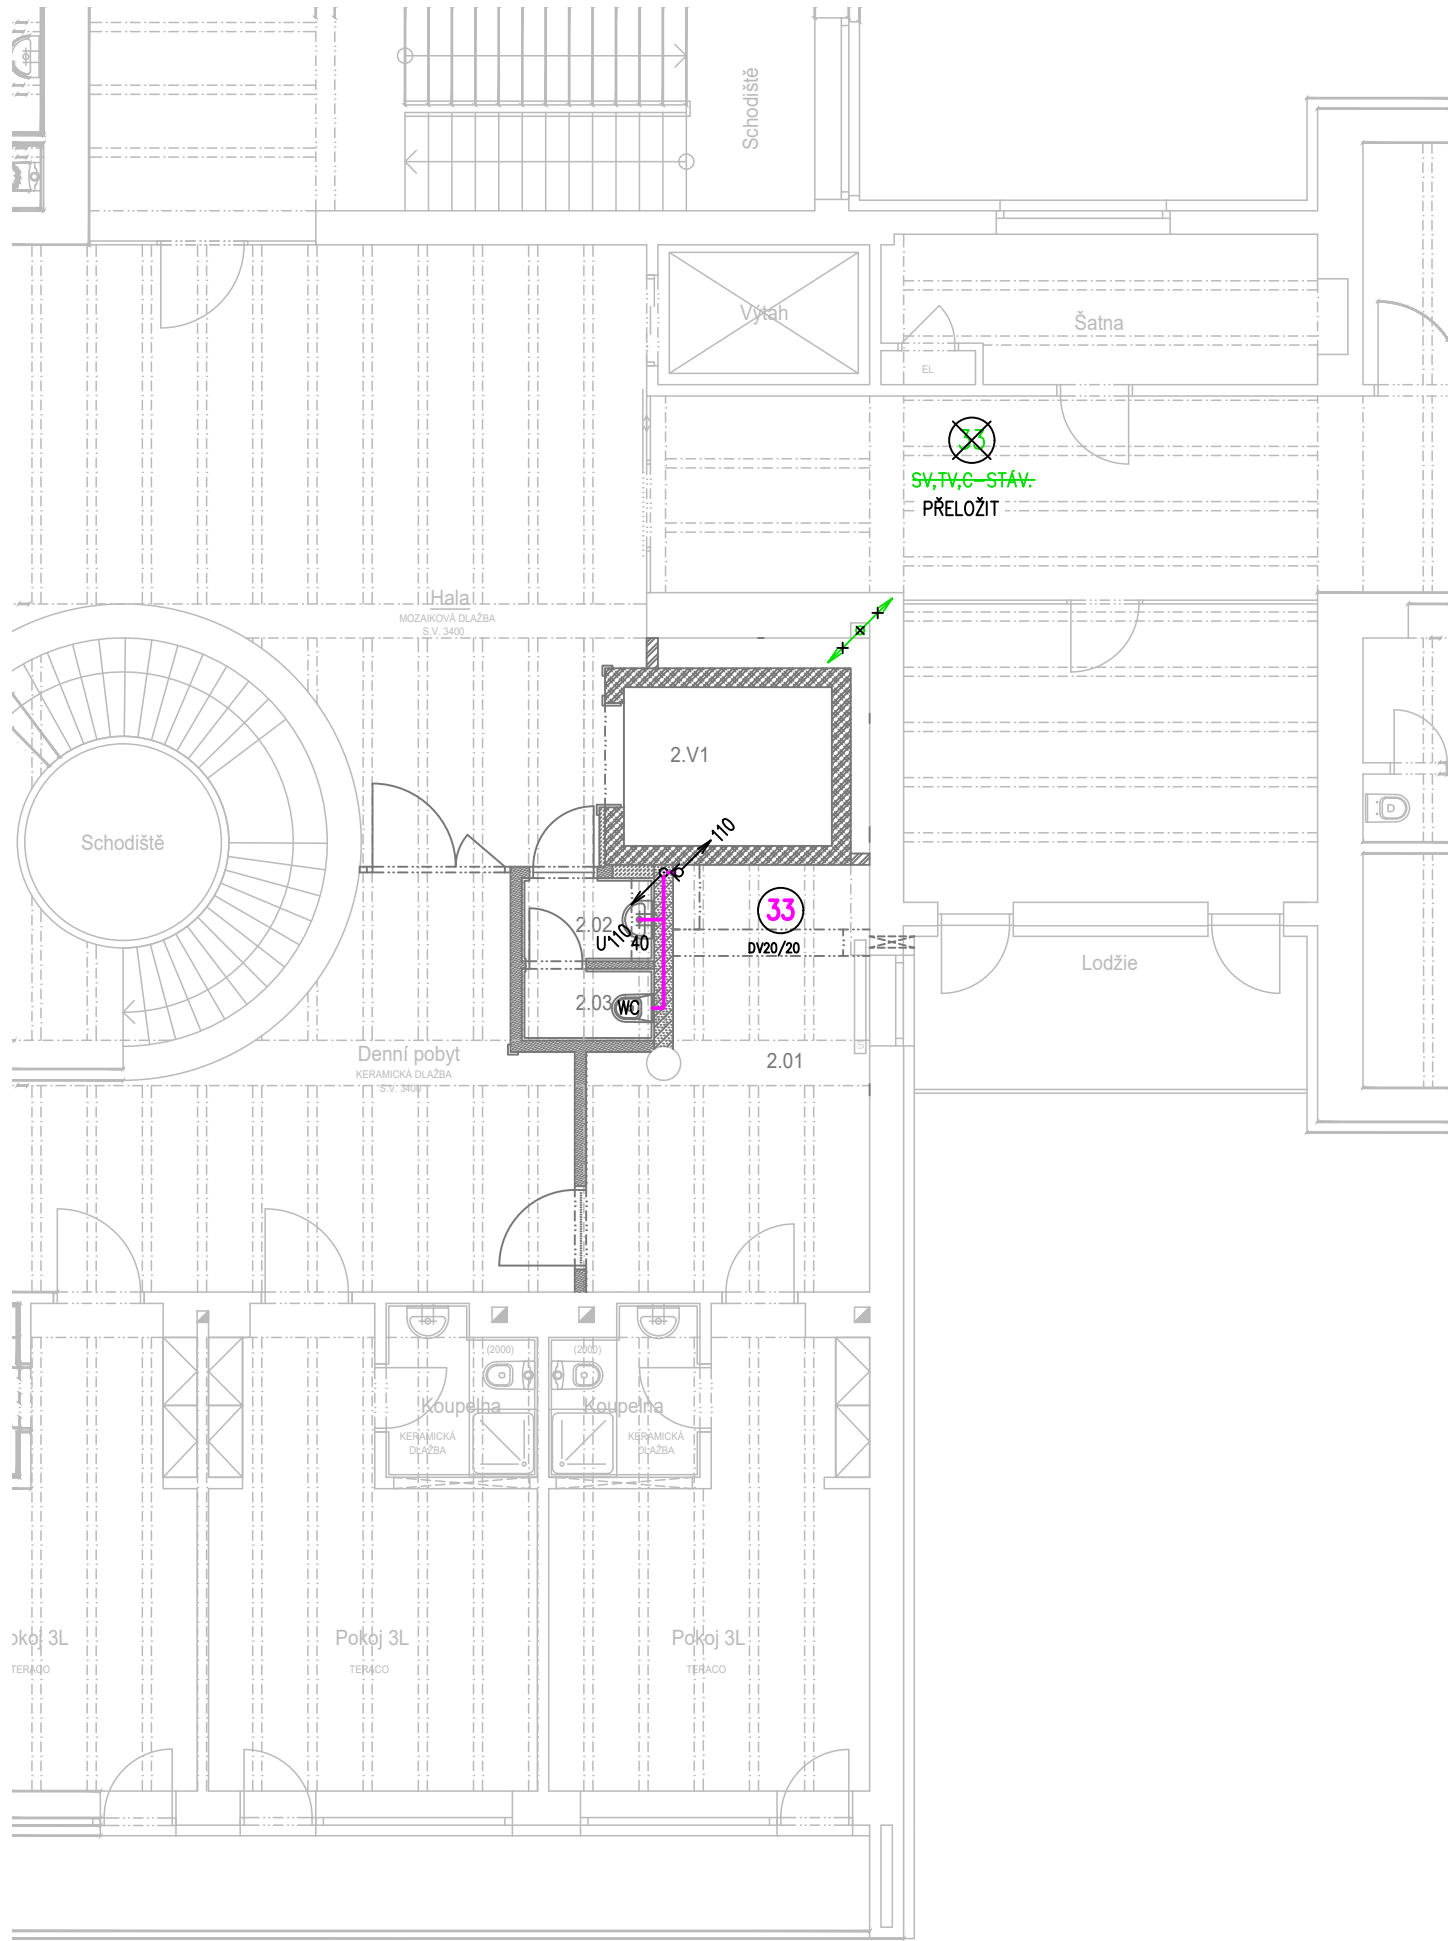 Schodiště
Výtah
Šatna
EL
33
SV,TV,C-STÁV.
PŘELOŽIT
Hala
MOZAIKOVÁ DLAŽBA
S.V. 3400
2.V1
Schodiště
110
33
2.02
110
U
40
DV20/20
Lodžie
2.03
WC
S
Denní pobyt
KERAMICKÁ DLAŽBA
S.V. 3400
2.01
(2000)
(2000)
Koupelna
Koupelna
KERAMICKÁ
DLAŽBA
KERAMICKÁ
DLAŽBA
okoj 3L
TERACO
Pokoj 3L
TERACO
Pokoj 3L
TERACO